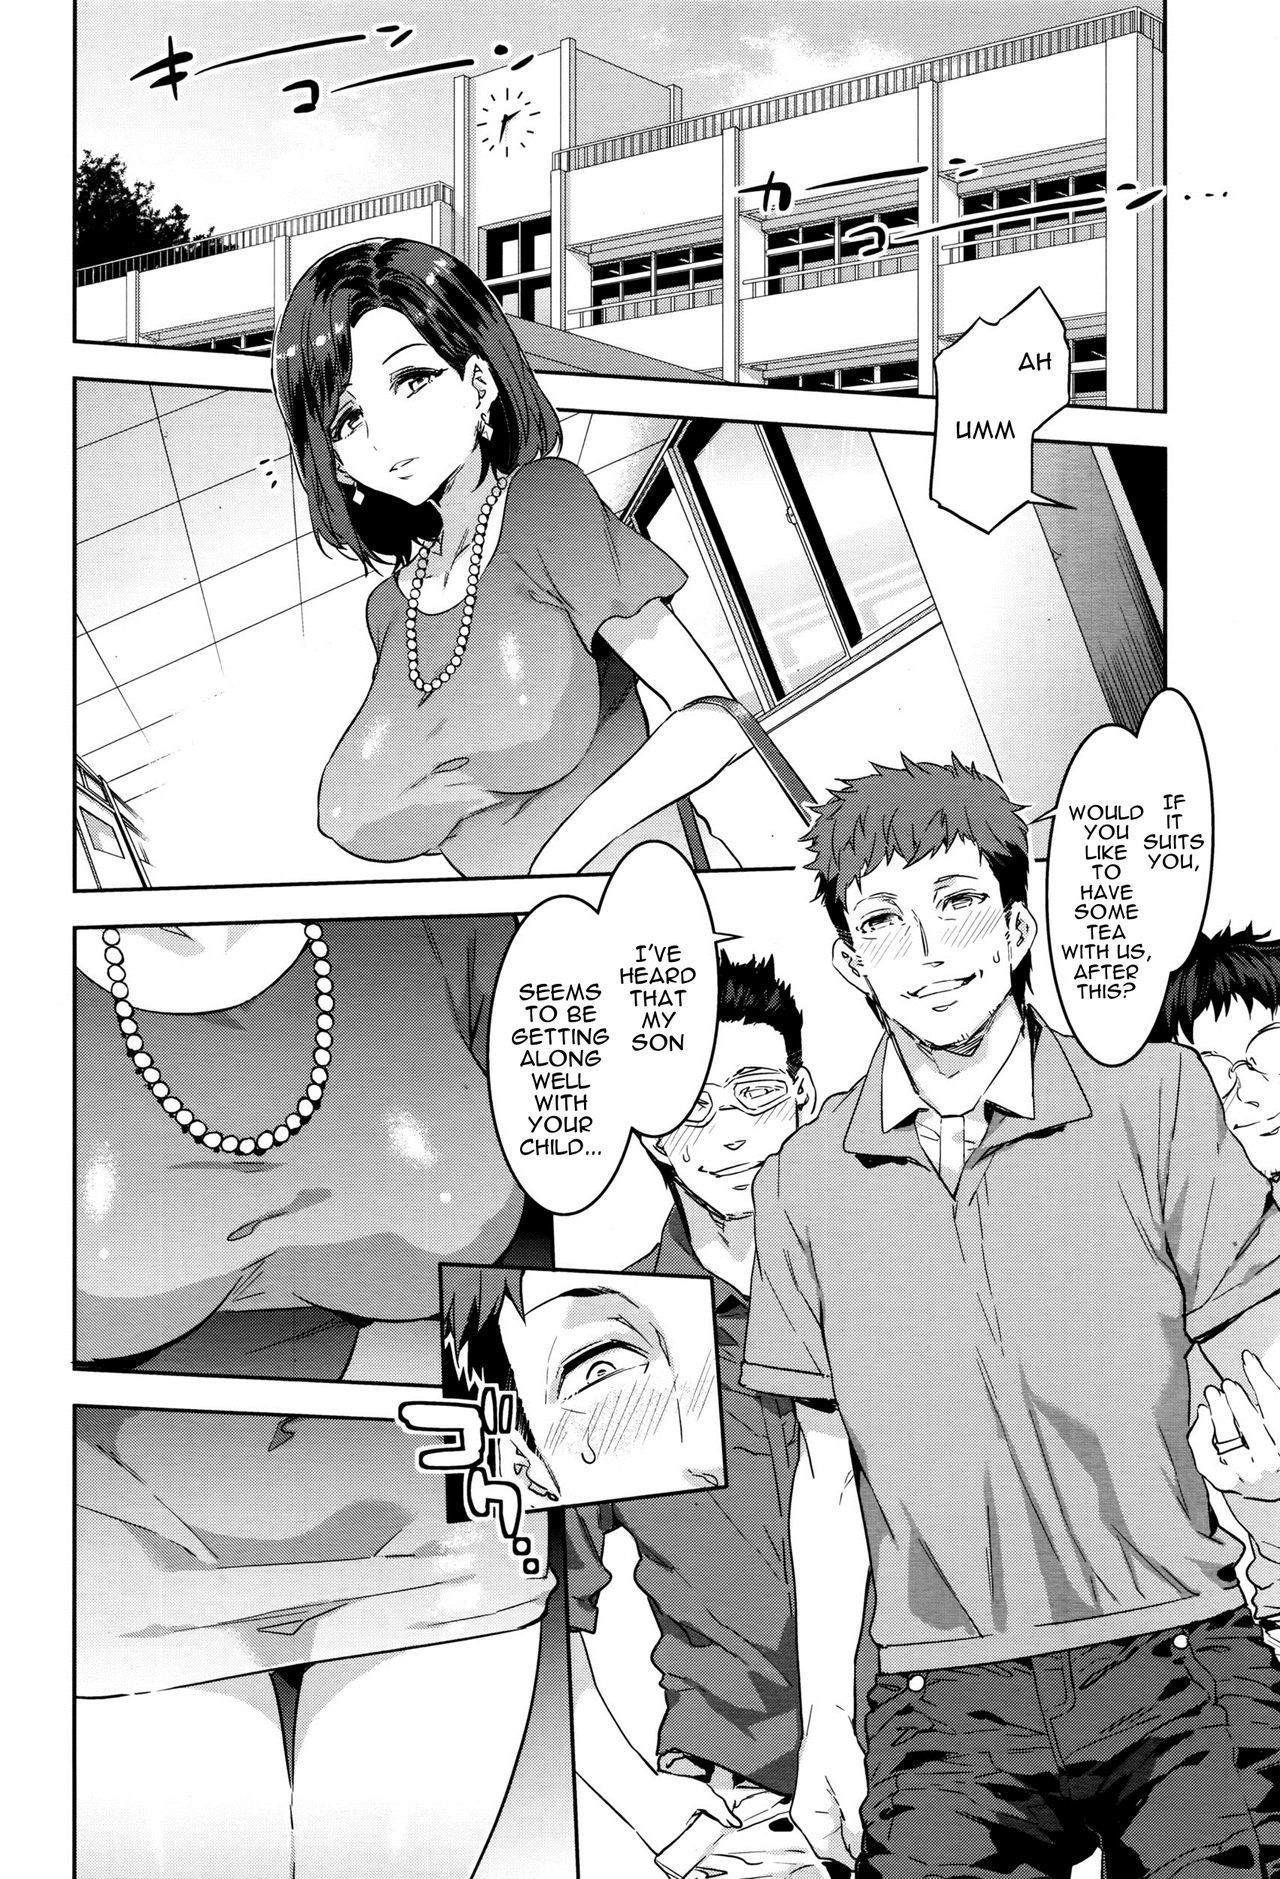 キーン
コーン
カーン
コーン…
AH
UMM
IF
IT
SUITS
YOU,
WOULD
YOU
LIKE
TO
HAVE
SOME
TEA
WITH US,
AFTER
THIS?
I'VE
HEARD
THAT
MY
SON
SEEMS
TO BE
GETTING
ALONG
WELL
WITH
YOUR
CHILD...